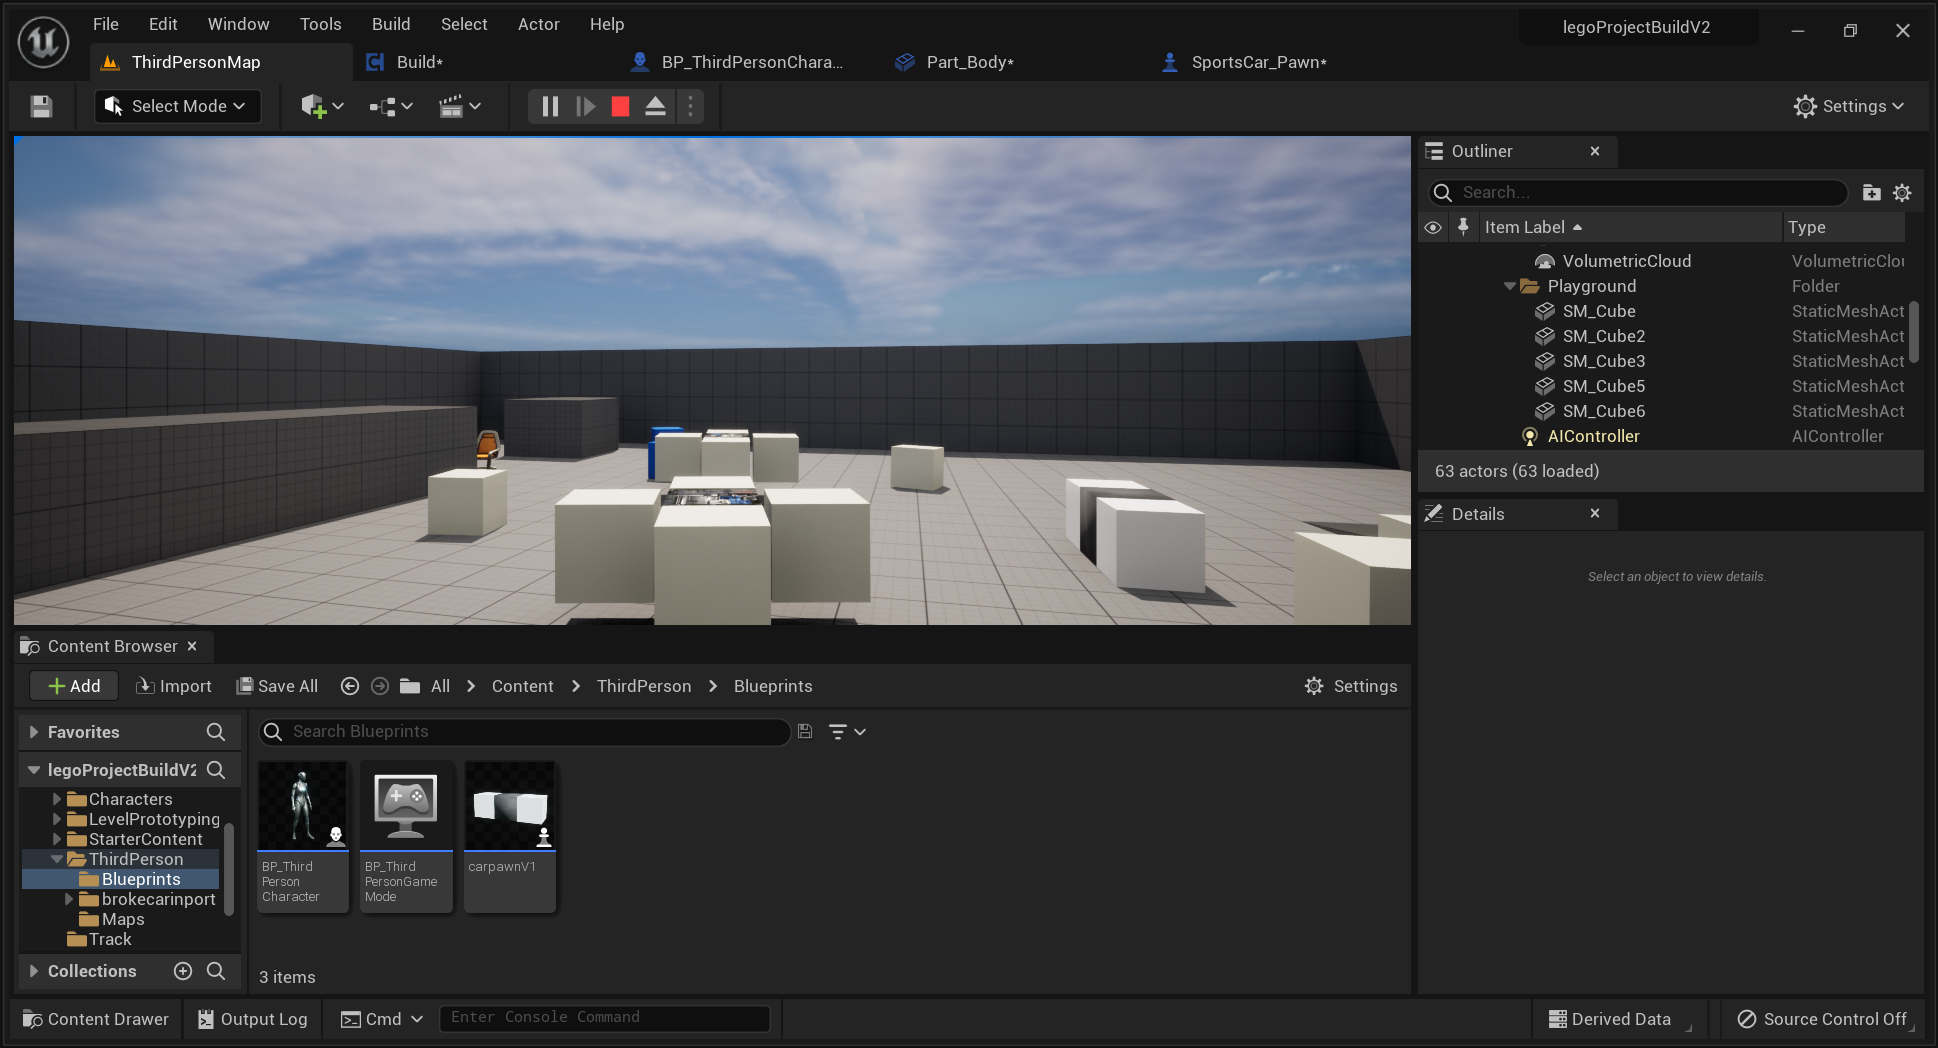 File Edit Window Tools Build Select Actor Help
legoProjectBuildV2
ThirdPersonMap
Build*
BP_ThirdPersonChara...
Part_Body*
SportsCar_Pawn*
Select Mode
Settings
Outliner
Search...
Item Label Type
VolumetricCloud VolumetricClou
Playground Folder
SM_Cube StaticMeshAct
SM_Cube2 StaticMeshAct
SM_Cube3 StaticMeshAct
SM_Cube5 StaticMeshAct
SM_Cube6 StaticMeshAct
AIController AIController
63 actors (63 loaded)
Details
Select an object to view details.
Content Browser
Add Import Save All All Content ThirdPerson Blueprints Settings
Favorites
Search Blueprints
legoProjectBuildV2
Characters
LevelPrototyping
StarterContent
ThirdPerson
Blueprints
brokecarinport
Maps
Track
Collections
BP_Third
Person
Character
BP_Third
PersonGame
Mode
carpawnV1
3 items
Content Drawer Output Log Cmd Enter Console Command Derived Data Source Control Off